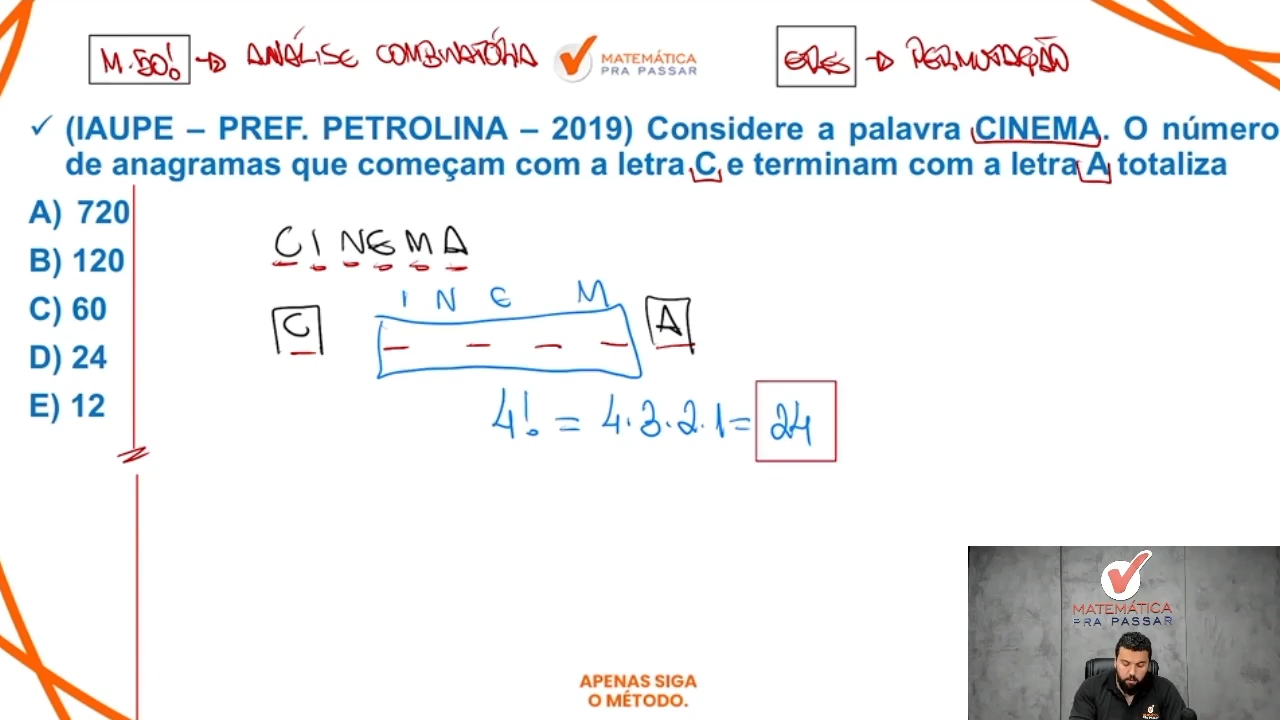 M.50! → ANÁLISE COMBINATÓRIA
MATEMÁTICA
PRA PASSAR
→ PERMUTAÇÃO
✓ (IAUPE – PREF. PETROLINA – 2019) Considere a palavra CINEMA. O número
de anagramas que começam com a letra C e terminam com a letra A totaliza
A) 720
B) 120
C) 60
D) 24
E) 12
CINEMA
I N E M
C A
4! = 4.3.2.1= 24
MATEMÁTICA
PRA PASSAR
APENAS SIGA
O MÉTODO.